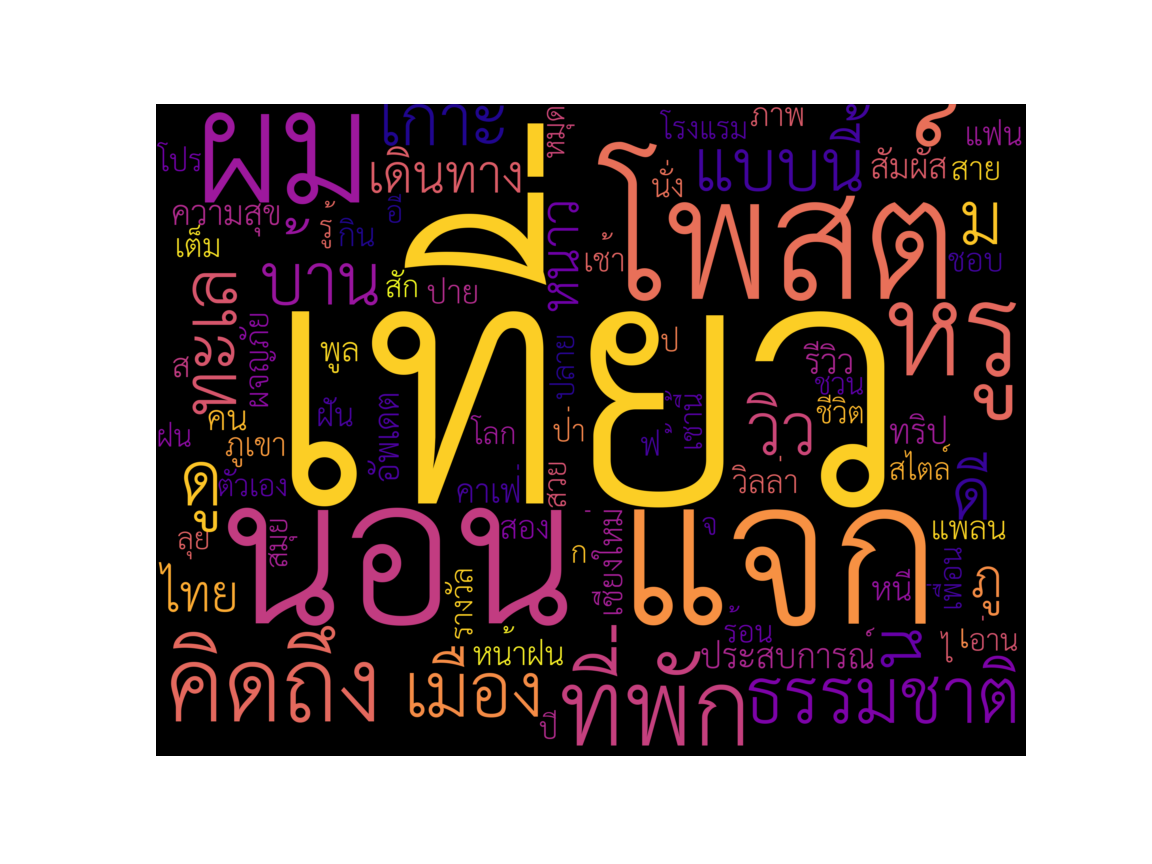 ผม
เกาะ
หมุด
โรงแรม
ภาพ
แฟน
โปร
เดินทาง
นั่ง
แบบนี้
สัมผัส
สาย
ความสุข
รู้
กิน
อี
หนาว
เช้า
โพสต์
ม
ชอบ
เต็ม
บ้าน
สัก
ปาย
ทะเล
ผจญภัย
ส
พูล
เที่ยว
ปลาย
ป
รีวิว
ชวน
หรู
ฝน
คน
ภูเขา
ฝัน
อัพเดต
โลก
ป่า
ฟ
วิว
ชีวิต
ทริป
ดู
ตัวเอง
คาเฟ่
สวย
วิลล่า
สไตล์
ดี
ลุย
สมุย
นอน
สอง
ก
เชียงใหม่
จ
แจก
แพลน
ไทย
รางวัล
หนี
เพื่อน
ภู
คิดถึง
เมือง
หน้าฝน
ปี
ที่พัก
ร้อน
ประสบการณ์
ไ
เอ่าน
ธรรมชาติ